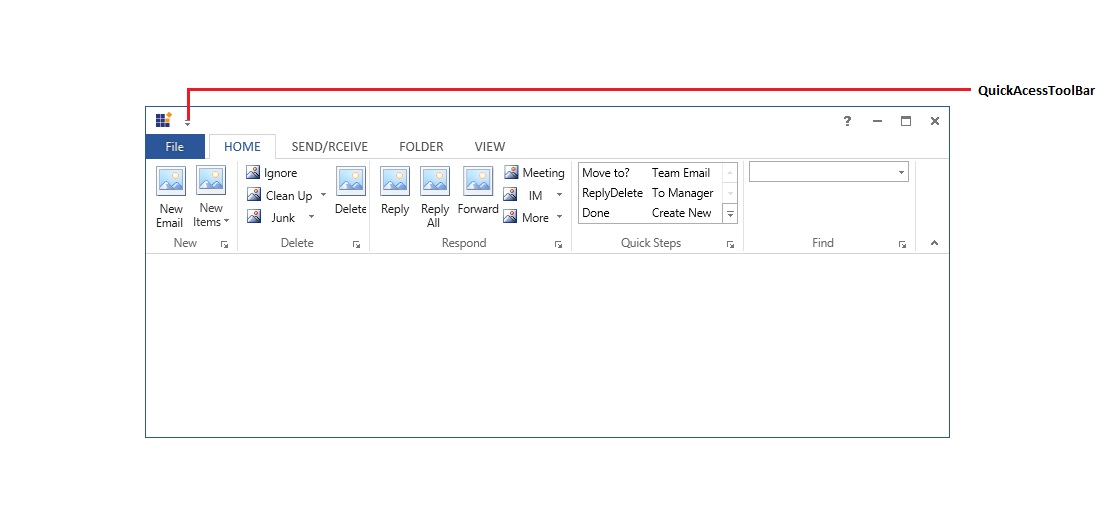 QuickAcessToolBar
?
File HOME SEND/RCEIVE FOLDER VIEW
New Email
New Items
New
Ignore
Clean Up
Junk
Delete
Delete
Reply
Reply All
Forward
Meeting
IM
More
Respond
Move to? Team Email
ReplyDelete To Manager
Done Create New
Quick Steps
Find